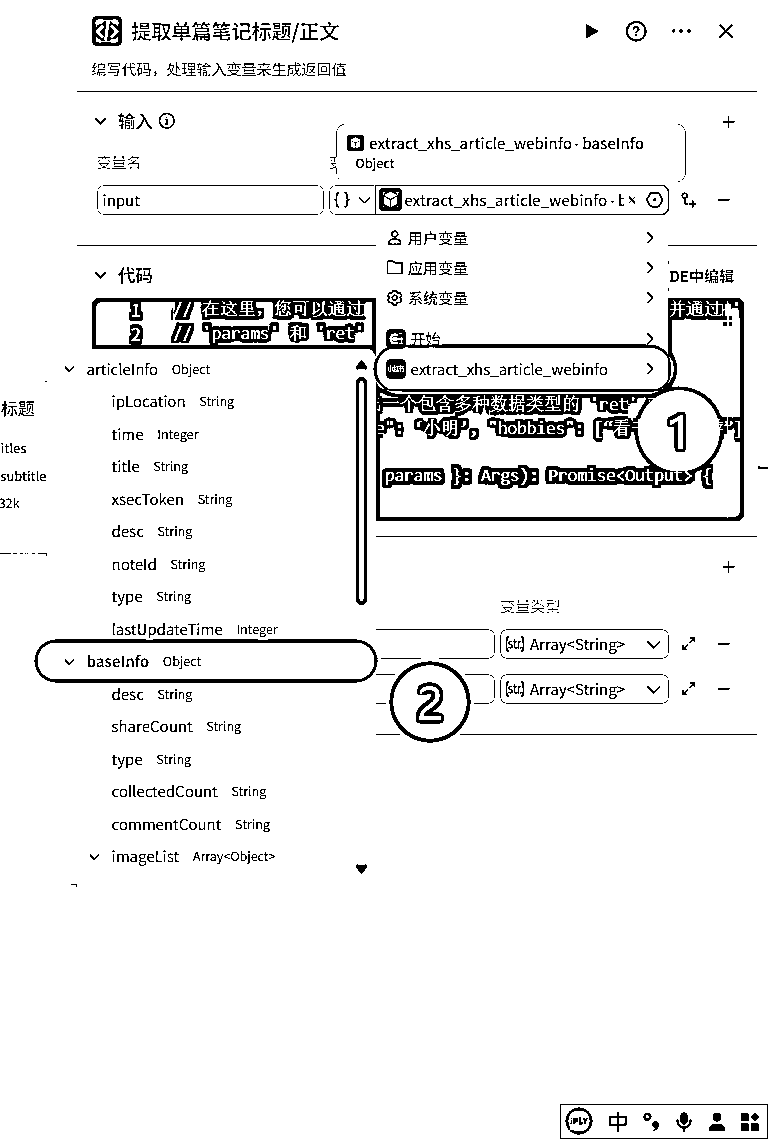 提取单篇笔记标题/正文
编写代码，处理输入变量来生成返回值
输入
extract_xhs_article_webinfo · baseInfo
Object
变量名
input
{ }
extract_xhs_article_webinfo · b
用户变量
应用变量
系统变量
开始
extract_xhs_article_webinfo
代码
DE中编辑
1 // 在这里，您可以通过
并通过
2 // "params" 和 "ret"
一个包含多种数据类型的 "ret"
": "小明", "hobbies": ["看
params }: Args): Promise<Output> {
1
articleInfo Object
ipLocation String
time Integer
title String
xsecToken String
desc String
noteId String
type String
lastUpdateTime Integer
baseInfo Object
desc String
shareCount String
type String
collectedCount String
commentCount String
imageList Array<Object>
2
变量类型
[str] Array<String>
[str] Array<String>
标题
itles
subtitle
32k
iFLY 中